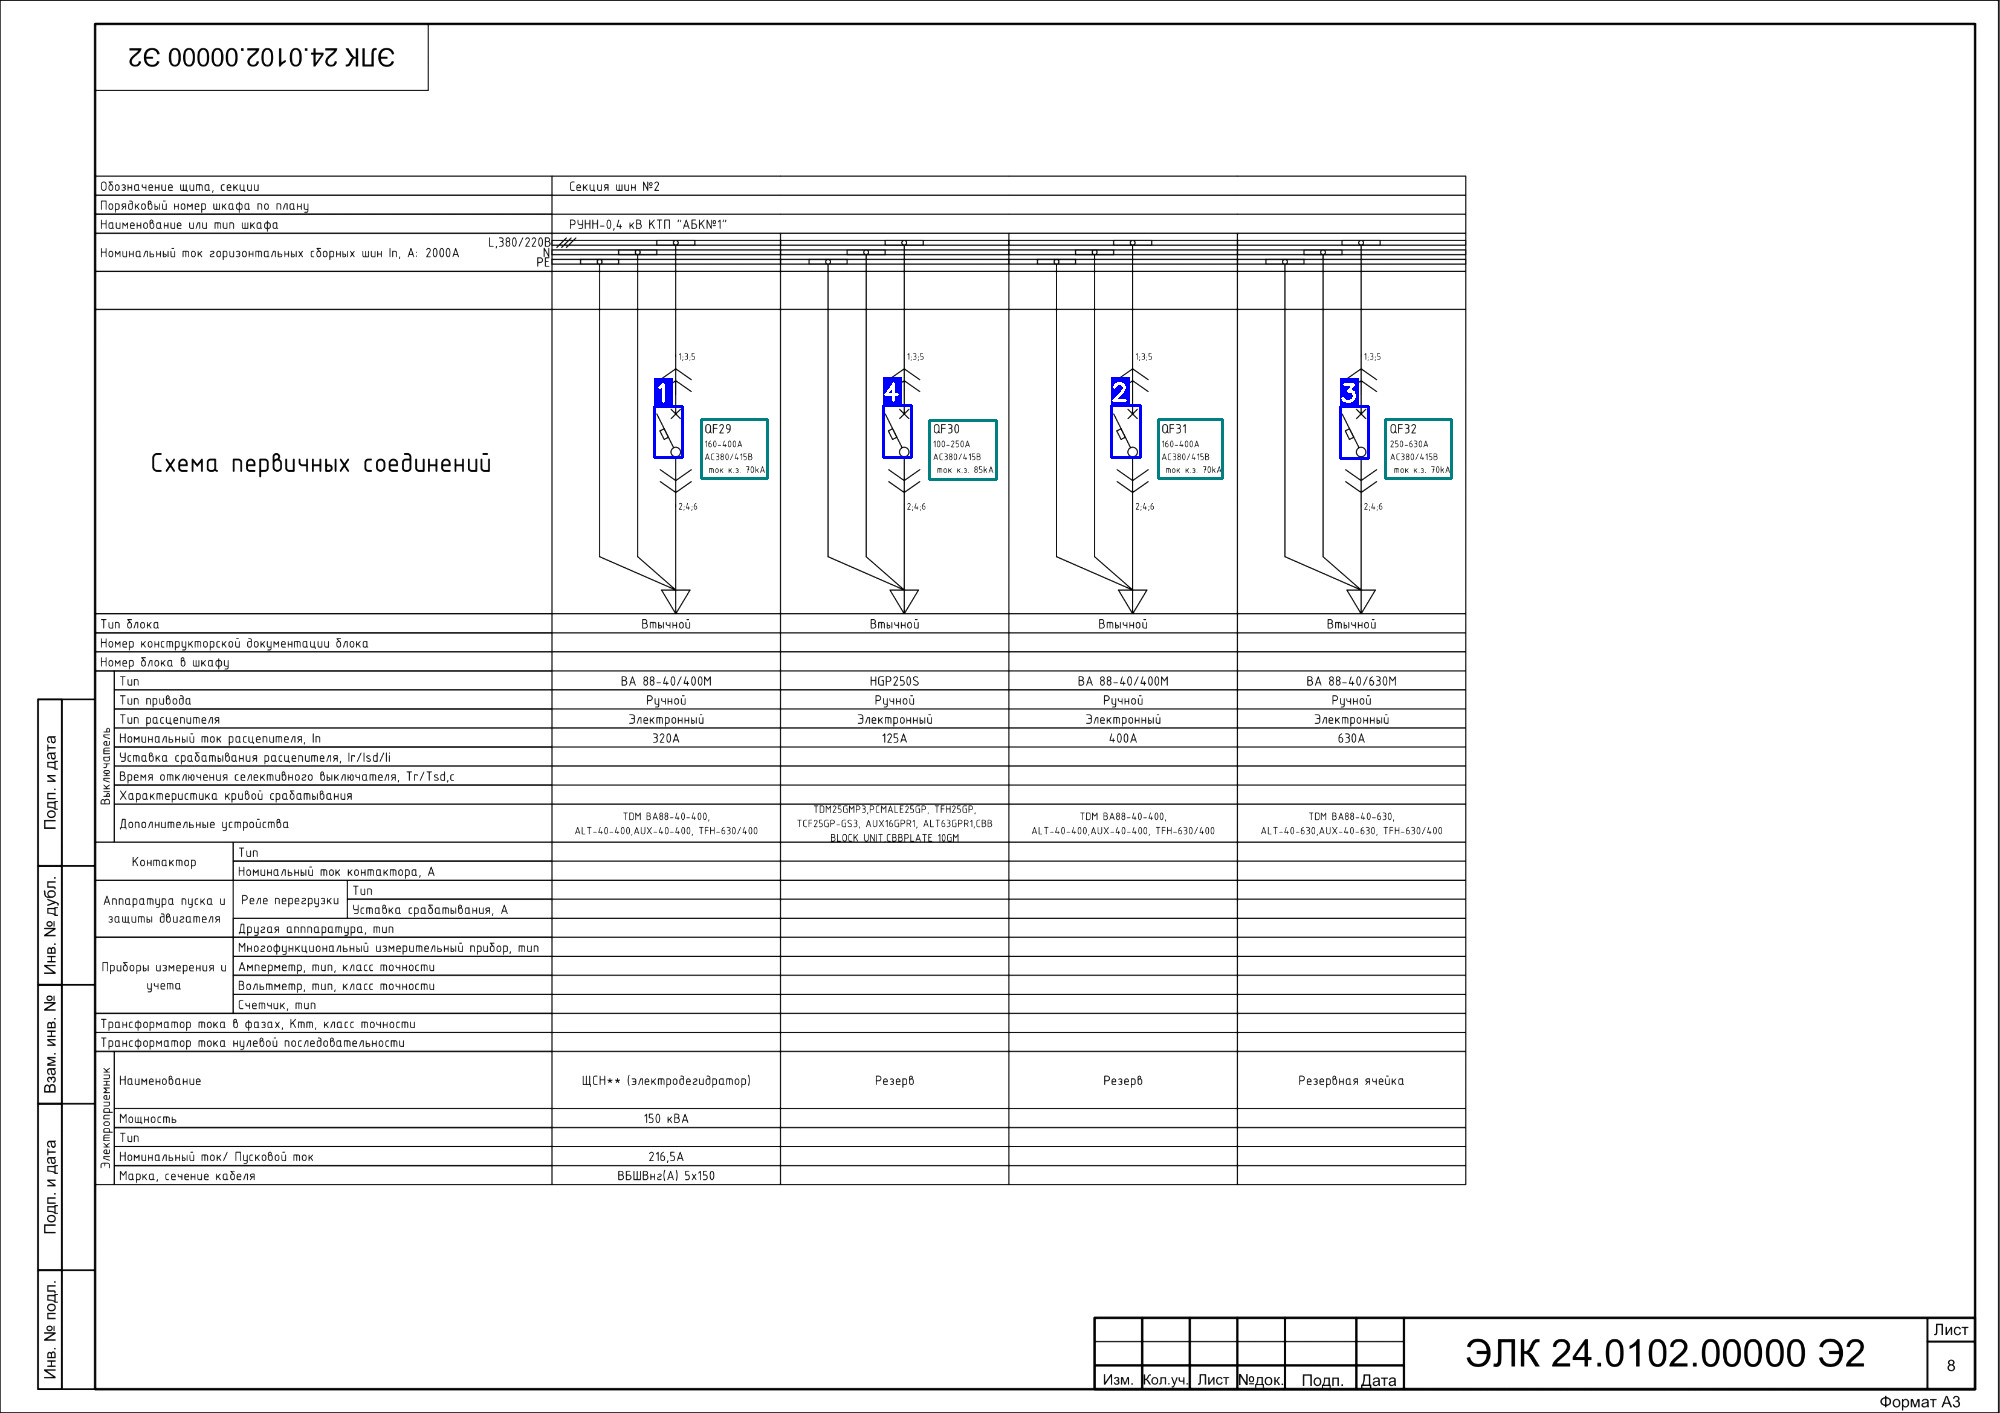 ЭЛК 24.0102.00000 Э2
Обозначение щита, секции
Секция шин №2
Порядковый номер шкафа по плану
Наименование или тип шкафа
РУНН-0,4 кВ КТП "АБК№1"
Номинальный ток горизонтальных сборных шин In, А: 2000А
L,380/220В
N
PE
Схема первичных соединений
1;3;5
1;3;5
1;3;5
1;3;5
1
4
2
3
QF29
160-400А
АС380/415В
ток к.з. 70kA
QF30
100-250А
АС380/415В
ток к.з. 85kA
QF31
160-400А
АС380/415В
ток к.з. 70kA
QF32
250-630А
АС380/415В
ток к.з. 70kA
2;4;6
2;4;6
2;4;6
2;4;6
Тип блока
Втычной
Втычной
Втычной
Втычной
Номер конструкторской документации блока
Номер блока в шкафу
Выключатель
Тип
ВА 88-40/400М
HGP250S
ВА 88-40/400М
ВА 88-40/630М
Тип привода
Ручной
Ручной
Ручной
Ручной
Тип расцепителя
Электронный
Электронный
Электронный
Электронный
Номинальный ток расцепителя, In
320А
125А
400А
630А
Уставка срабатывания расцепителя, Ir/Isd/Ii
Время отключения селективного выключателя, Tr/Tsd,c
Характеристика кривой срабатывания
Дополнительные устройства
TDM ВА88-40-400,
ALT-40-400,AUX-40-400, TFH-630/400
TDM25GMP3,PCMALE25GP, TFH25GP,
TCF25GP-GS3, AUX16GPR1, ALT63GPR1,CBB
BLOCK UNIT,CBBPLATE 10GM
TDM ВА88-40-400,
ALT-40-400,AUX-40-400, TFH-630/400
TDM ВА88-40-630,
ALT-40-630,AUX-40-630, TFH-630/400
Контактор
Тип
Номинальный ток контактора, А
Аппаратура пуска и
защиты двигателя
Реле перегрузки
Тип
Уставка срабатывания, А
Другая апппаратура, тип
Приборы измерения и
учета
Многофункциональный измерительный прибор, тип
Амперметр, тип, класс точности
Вольтметр, тип, класс точности
Счетчик, тип
Трансформатор тока в фазах, Kтт, класс точности
Трансформатор тока нулевой последовательности
Электроприемник
Наименование
ЩСН** (электродегидратор)
Резерв
Резерв
Резервная ячейка
Мощность
150 кВА
Тип
Номинальный ток/ Пусковой ток
216,5А
Марка, сечение кабеля
ВБШВнг(А) 5х150
Подп. и дата
Инв. № дубл.
Взам. инв. №
Подп. и дата
Инв. № подл.
Изм.
Кол.уч.
Лист
№док.
Подп.
Дата
ЭЛК 24.0102.00000 Э2
Лист
8
Формат А3